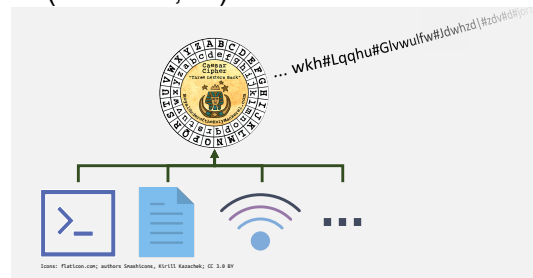 ... wkh#Lqqhu#Glvwulfw#Jdwhzd|#zdv#d#
A B C D E F G H I J K L M N O P Q R S T U V W X Y Z
a b c d e f g h i j k l m n o p q r s t u v w x y z
Caesar
Cipher
"Three Letters Back"
Icons: flaticon.com; authors Smashicons, Kirill Kazachek; CC 3.0 BY